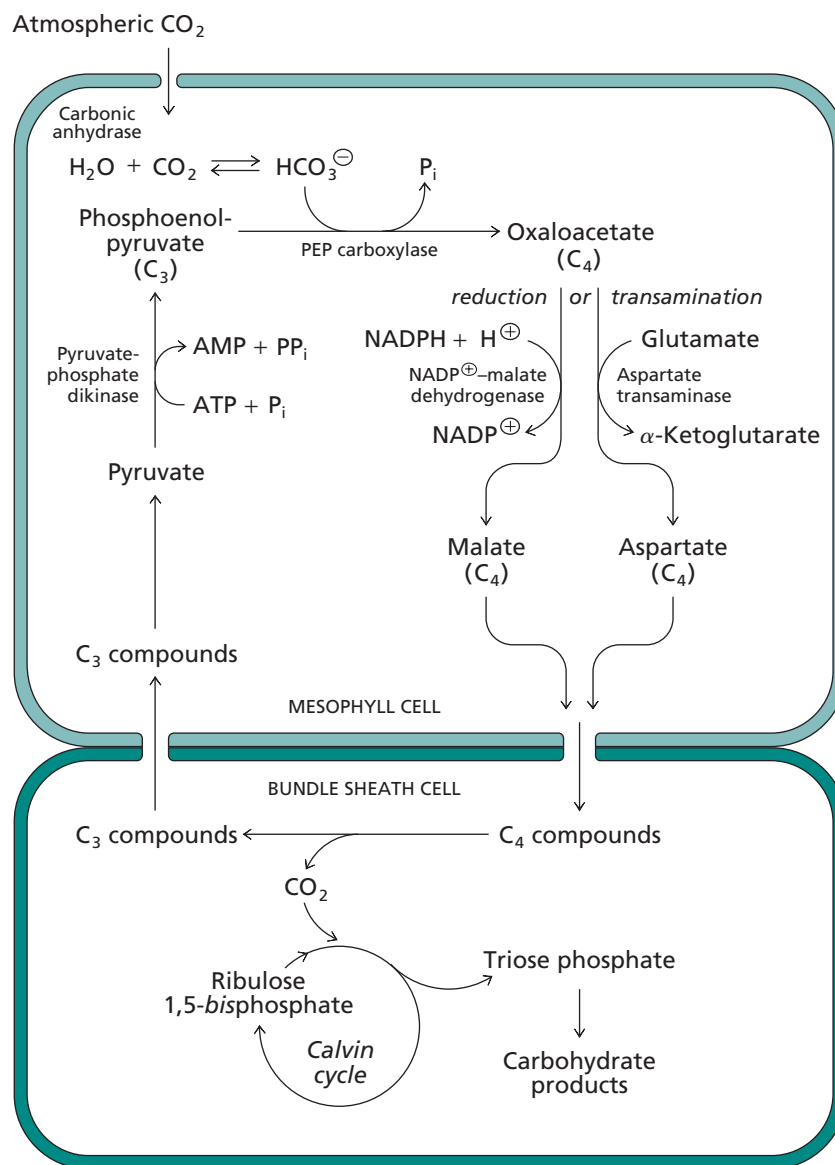 Atmospheric CO₂
Carbonic
anhydrase
H₂O + CO₂ ⇌ HCO₃⊖
Pᵢ
Phosphoenol-
pyruvate
(C₃)
PEP carboxylase
Oxaloacetate
(C₄)
reduction or transamination
Pyruvate-
phosphate
dikinase
AMP + PPᵢ
ATP + Pᵢ
NADPH + H⊕
NADP⊕–malate
dehydrogenase
NADP⊕
Glutamate
Aspartate
transaminase
α-Ketoglutarate
Pyruvate
Malate
(C₄)
Aspartate
(C₄)
C₃ compounds
MESOPHYLL CELL
BUNDLE SHEATH CELL
C₃ compounds
C₄ compounds
CO₂
Ribulose
1,5-bisphosphate
Calvin
cycle
Triose phosphate
Carbohydrate
products